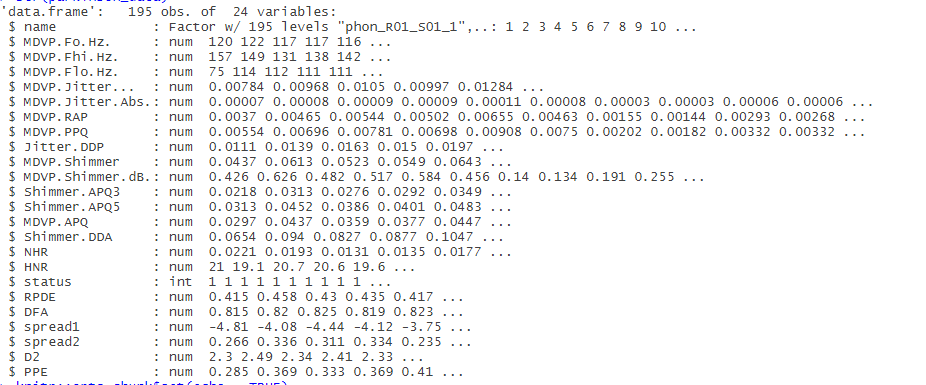 'data.frame':   195 obs. of  24 variables:
 $ name            : Factor w/ 195 levels "phon_R01_S01_1",..: 1 2 3 4 5 6 7 8 9 10 ...
 $ MDVP.Fo.Hz.     : num  120 122 117 117 116 ...
 $ MDVP.Fhi.Hz.    : num  157 149 131 138 142 ...
 $ MDVP.Flo.Hz.    : num  75 114 112 111 111 ...
 $ MDVP.Jitter...  : num  0.00784 0.00968 0.0105 0.00997 0.01284 ...
 $ MDVP.Jitter.Abs.: num  0.00007 0.00008 0.00009 0.00009 0.00011 0.00008 0.00003 0.00003 0.00006 0.00006 ...
 $ MDVP.RAP        : num  0.0037 0.00465 0.00544 0.00502 0.00655 0.00463 0.00155 0.00144 0.00293 0.00268 ...
 $ MDVP.PPQ        : num  0.00554 0.00696 0.00781 0.00698 0.00908 0.0075 0.00202 0.00182 0.00332 0.00332 ...
 $ Jitter.DDP      : num  0.0111 0.0139 0.0163 0.015 0.0197 ...
 $ MDVP.Shimmer    : num  0.0437 0.0613 0.0523 0.0549 0.0643 ...
 $ MDVP.Shimmer.dB.: num  0.426 0.626 0.482 0.517 0.584 0.456 0.14 0.134 0.191 0.255 ...
 $ Shimmer.APQ3    : num  0.0218 0.0313 0.0276 0.0292 0.0349 ...
 $ Shimmer.APQ5    : num  0.0313 0.0452 0.0386 0.0401 0.0483 ...
 $ MDVP.APQ        : num  0.0297 0.0437 0.0359 0.0377 0.0447 ...
 $ Shimmer.DDA     : num  0.0654 0.094 0.0827 0.0877 0.1047 ...
 $ NHR             : num  0.0221 0.0193 0.0131 0.0135 0.0177 ...
 $ HNR             : num  21 19.1 20.7 20.6 19.6 ...
 $ status          : int  1 1 1 1 1 1 1 1 1 1 ...
 $ RPDE            : num  0.415 0.458 0.43 0.435 0.417 ...
 $ DFA             : num  0.815 0.82 0.825 0.819 0.823 ...
 $ spread1         : num  -4.81 -4.08 -4.44 -4.12 -3.75 ...
 $ spread2         : num  0.266 0.336 0.311 0.334 0.235 ...
 $ D2              : num  2.3 2.49 2.34 2.41 2.33 ...
 $ PPE             : num  0.285 0.369 0.333 0.369 0.41 ...